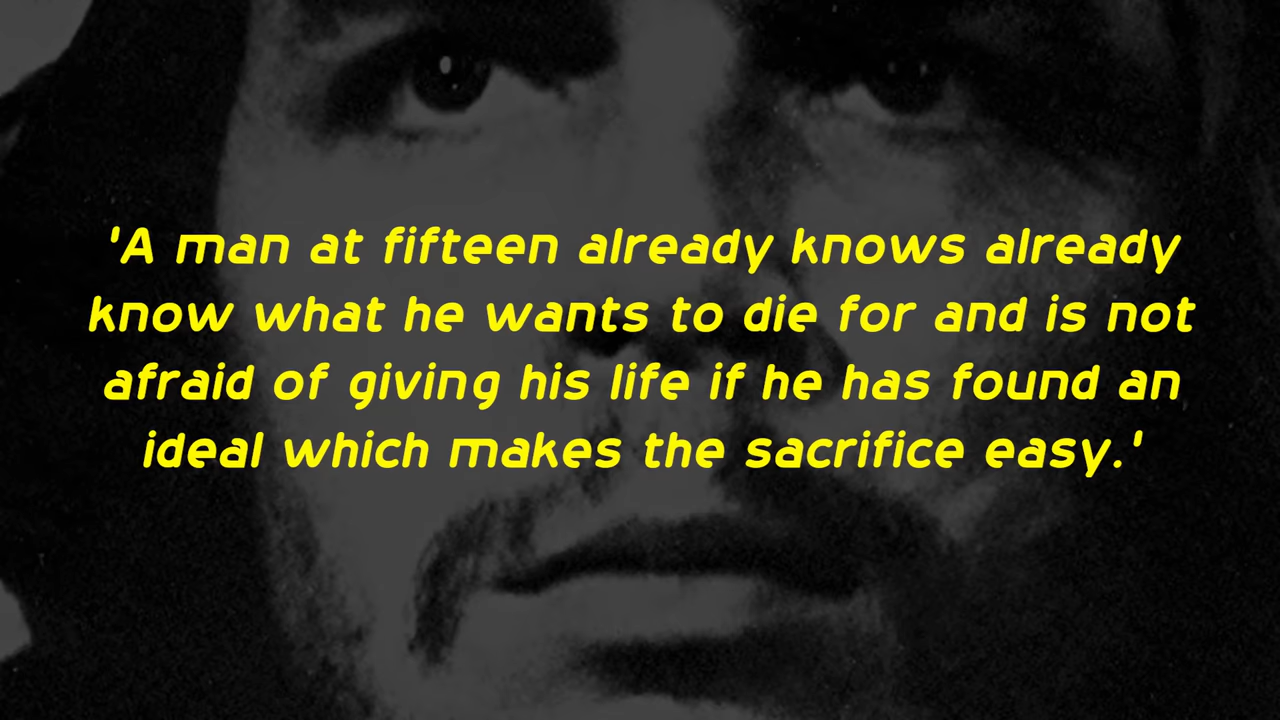 'A man at fifteen already knows already
know what he wants to die for and is not
afraid of giving his life if he has found an
ideal which makes the sacrifice easy.'